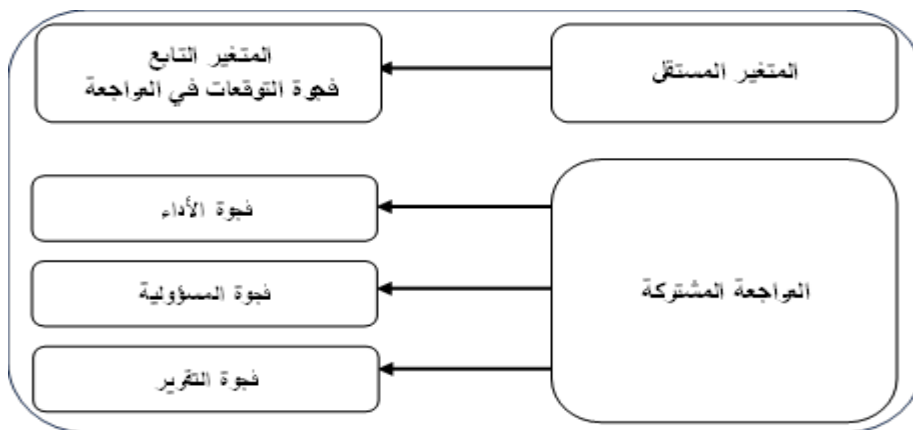 المتغير المستقل
المتغير التابع
فجوة التوقعات في المراجعة
المراجعة المشتركة
فجوة الأداء
فجوة المسؤولية
فجوة التقرير